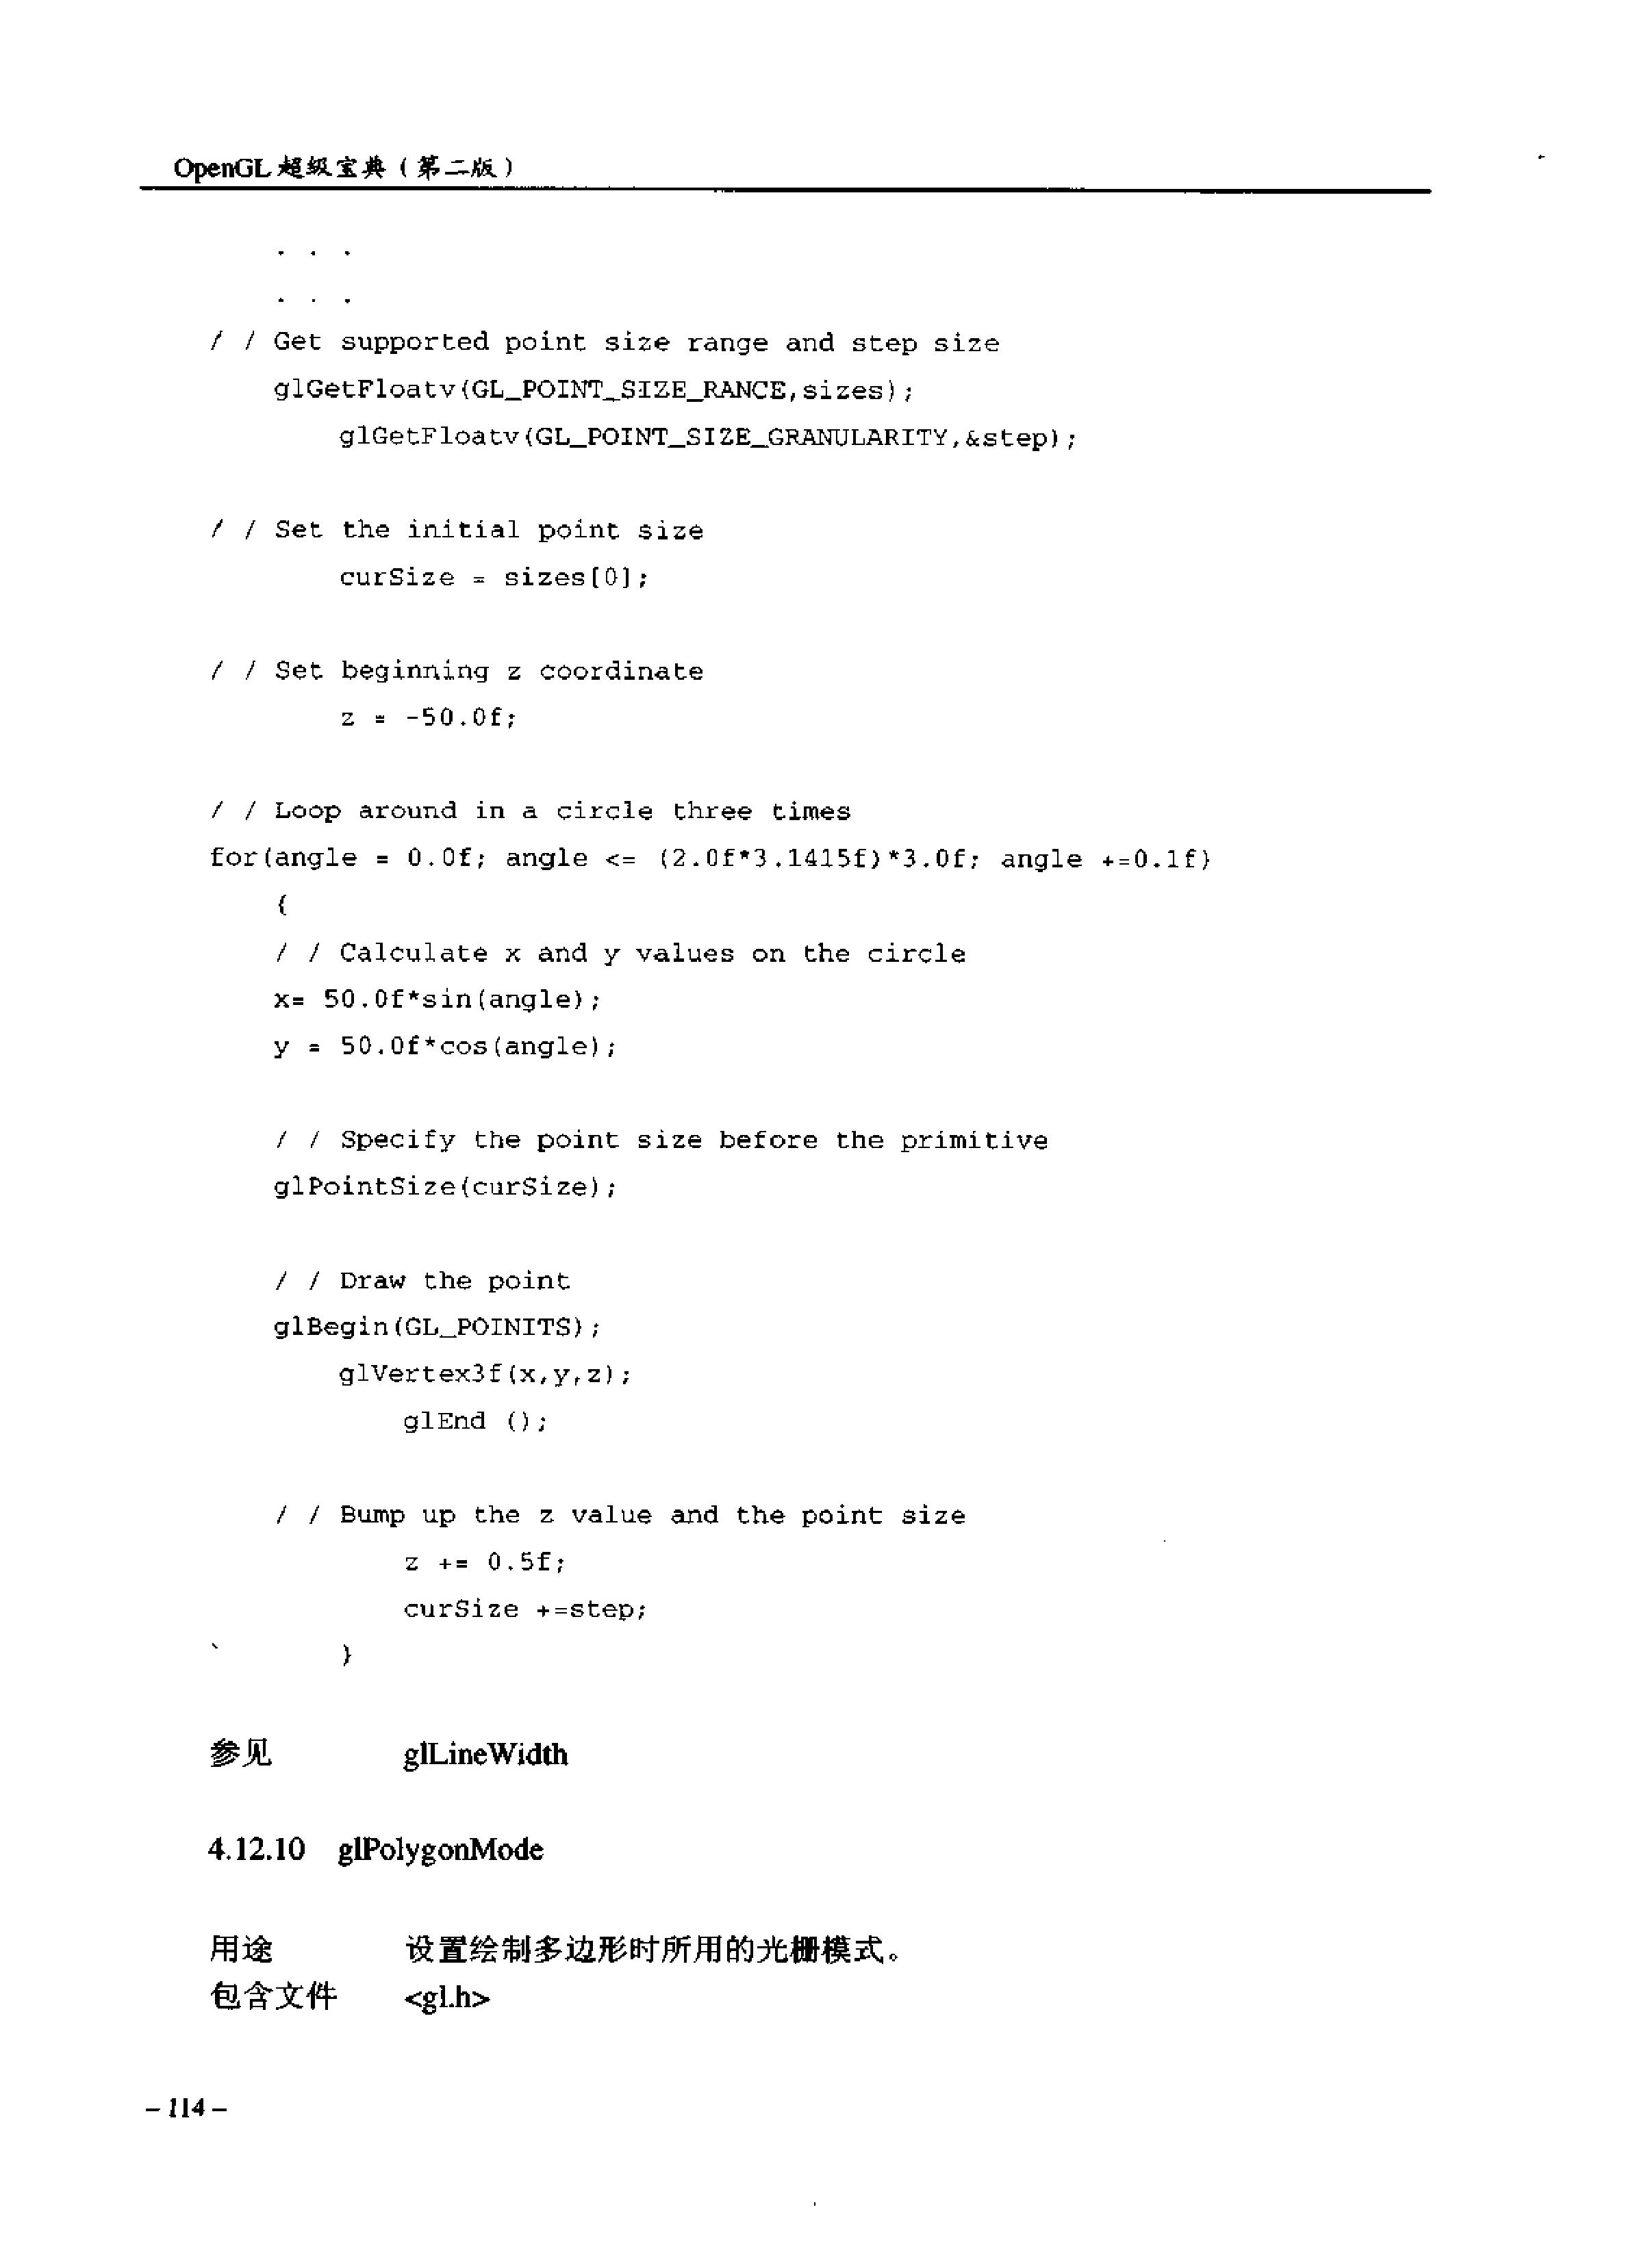 OpenGL 超级宝典（第二版）
. . .
. . .
/ / Get supported point size range and step size
glGetFloatv(GL_POINT_SIZE_RANCE,sizes);
glGetFloatv(GL_POINT_SIZE_GRANULARITY,&step);
/ / Set the initial point size
curSize = sizes[0];
/ / Set beginning z coordinate
z = -50.0f;
/ / Loop around in a circle three times
for(angle = 0.0f; angle <= (2.0f*3.1415f)*3.0f; angle +=0.1f)
{
/ / Calculate x and y values on the circle
x= 50.0f*sin(angle);
y = 50.0f*cos(angle);
/ / Specify the point size before the primitive
glPointSize(curSize);
/ / Draw the point
glBegin(GL_POINITS);
glVertex3f(x,y,z);
glEnd ();
/ / Bump up the z value and the point size
z += 0.5f;
curSize +=step;
}
参见 glLineWidth
4.12.10 glPolygonMode
用途 设置绘制多边形时所用的光栅模式。
包含文件 <gl.h>
– 114 –